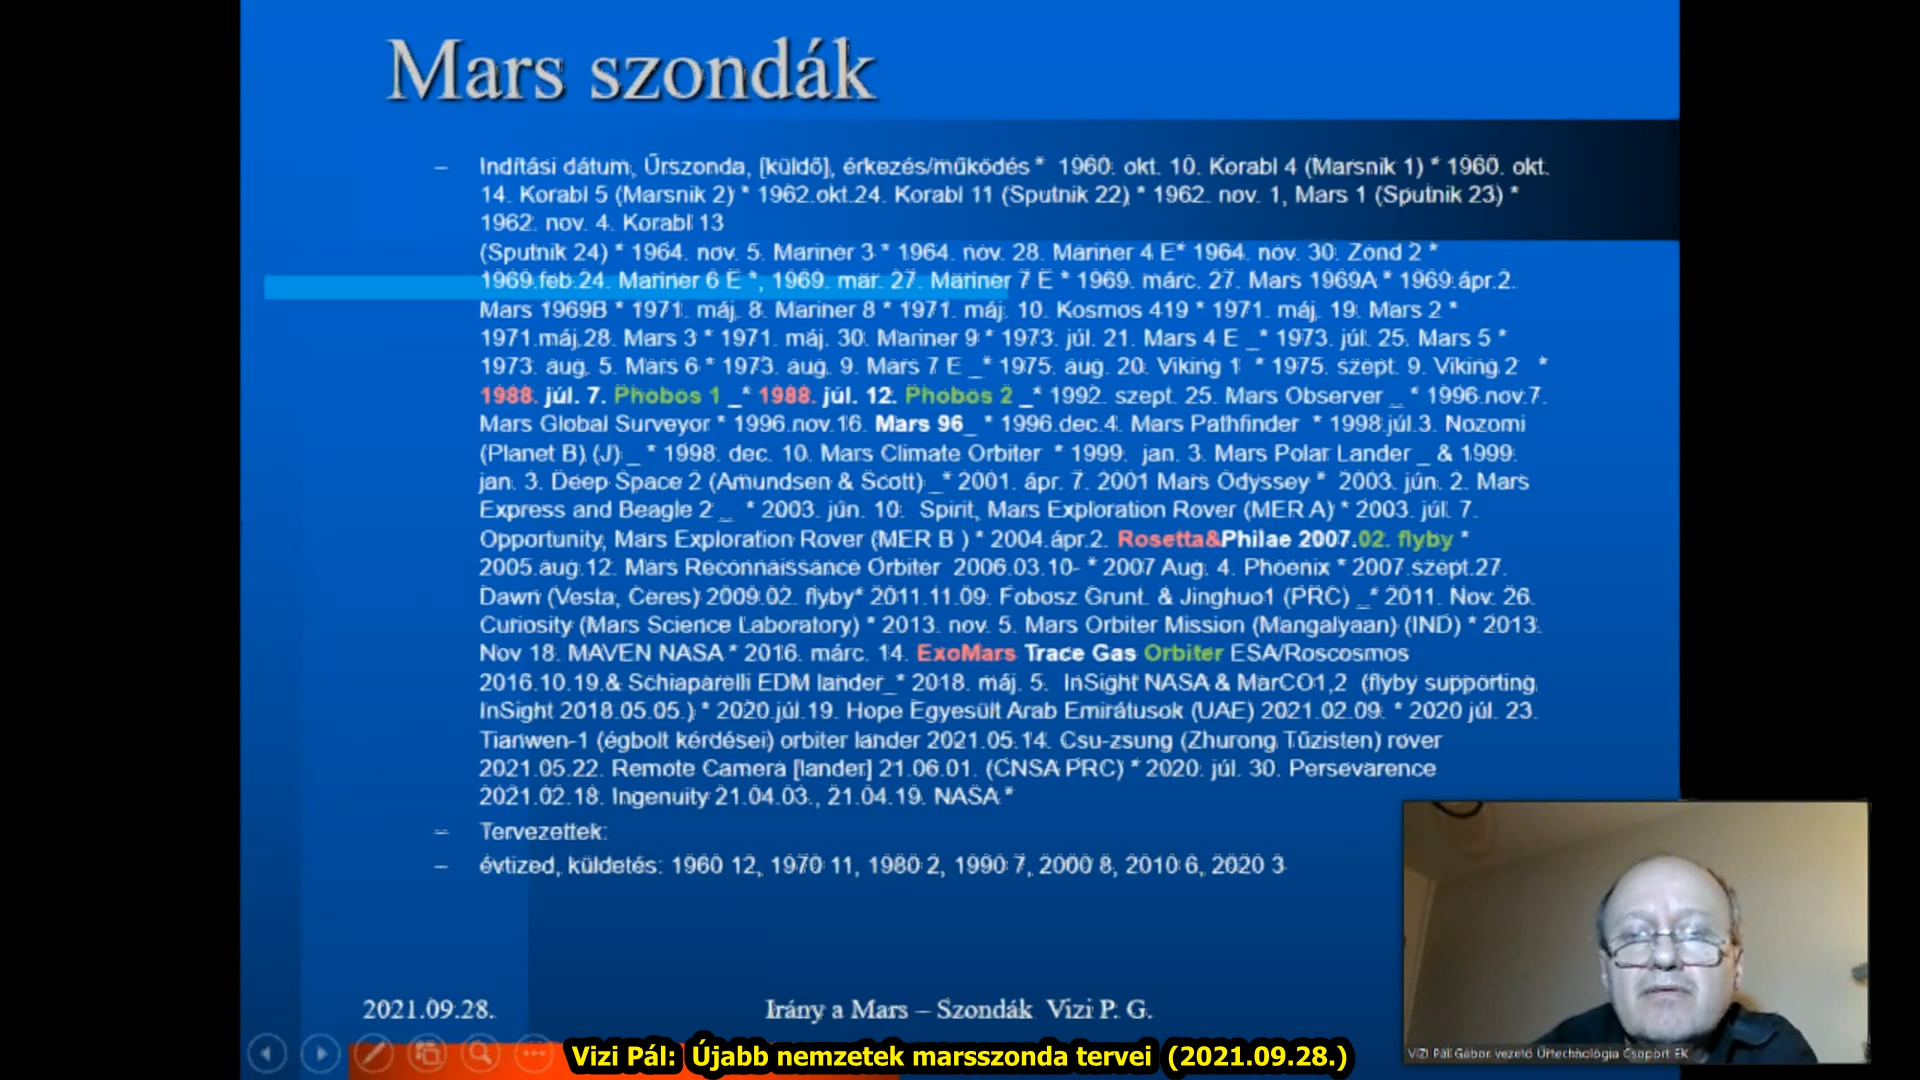 Mars szondák
– Indítási dátum, Űrszonda, [küldő], érkezés/működés * 1960. okt. 10. Korabl 4 (Marsnik 1) * 1960. okt.
14. Korabl 5 (Marsnik 2) * 1962.okt.24. Korabl 11 (Sputnik 22) * 1962. nov. 1, Mars 1 (Sputnik 23) *
1962. nov. 4. Korabl 13
(Sputnik 24) * 1964. nov. 5. Mariner 3 * 1964. nov. 28. Mariner 4 E* 1964. nov. 30. Zond 2 *
1969.feb.24. Mariner 6 E *, 1969. mar. 27. Mariner 7 E * 1969. márc. 27. Mars 1969A * 1969.ápr.2.
Mars 1969B * 1971. máj. 8. Mariner 8 * 1971. máj. 10. Kosmos 419 * 1971. máj. 19. Mars 2 *
1971.máj.28. Mars 3 * 1971. máj. 30. Mariner 9 * 1973. júl. 21. Mars 4 E _* 1973. júl. 25. Mars 5 *
1973. aug. 5. Mars 6 * 1973. aug. 9. Mars 7 E _* 1975. aug. 20. Viking 1 * 1975. szept. 9. Viking 2 *
1988. júl. 7. Phobos 1 _* 1988. júl. 12. Phobos 2 _* 1992. szept. 25. Mars Observer _ * 1996.nov.7.
Mars Global Surveyor * 1996.nov.16. Mars 96_ * 1996.dec.4. Mars Pathfinder * 1998.júl.3. Nozomi
(Planet B) (J) _ * 1998. dec. 10. Mars Climate Orbiter * 1999. jan. 3. Mars Polar Lander _ & 1999.
jan. 3. Deep Space 2 (Amundsen & Scott) _* 2001. ápr. 7. 2001 Mars Odyssey * 2003. jún. 2. Mars
Express and Beagle 2 _ * 2003. jún. 10. Spirit, Mars Exploration Rover (MER A) * 2003. júl. 7.
Opportunity, Mars Exploration Rover (MER B ) * 2004.ápr.2. Rosetta&Philae 2007.02. flyby *
2005.aug.12. Mars Reconnaissance Orbiter 2006.03.10- * 2007 Aug. 4. Phoenix * 2007.szept.27.
Dawn (Vesta, Ceres) 2009.02. flyby* 2011.11.09. Fobosz Grunt & Jinghuo1 (PRC) _* 2011. Nov. 26.
Curiosity (Mars Science Laboratory) * 2013. nov. 5. Mars Orbiter Mission (Mangalyaan) (IND) * 2013.
Nov 18. MAVEN NASA * 2016. márc. 14. ExoMars Trace Gas Orbiter ESA/Roscosmos
2016.10.19.& Schiaparelli EDM lander_* 2018. máj. 5. InSight NASA & MarCO1,2 (flyby supporting
InSight 2018.05.05.) * 2020.júl.19. Hope Egyesült Arab Emirátusok (UAE) 2021.02.09. * 2020 júl. 23.
Tianwen-1 (égbolt kérdései) orbiter lander 2021.05.14. Csu-zsung (Zhurong Tűzisten) rover
2021.05.22. Remote Camera [lander] 21.06.01. (CNSA PRC) * 2020. júl. 30. Persevarence
2021.02.18. Ingenuity 21.04.03., 21.04.19. NASA *
– Tervezettek:
– évtized, küldetés: 1960 12, 1970 11, 1980 2, 1990 7, 2000 8, 2010 6, 2020 3
2021.09.28. Irány a Mars – Szondák Vizi P. G.
VIZI Pál Gábor vezető Űrtechnológia Csoport EK
Vizi Pál: Újabb nemzetek marsszonda tervei (2021.09.28.)